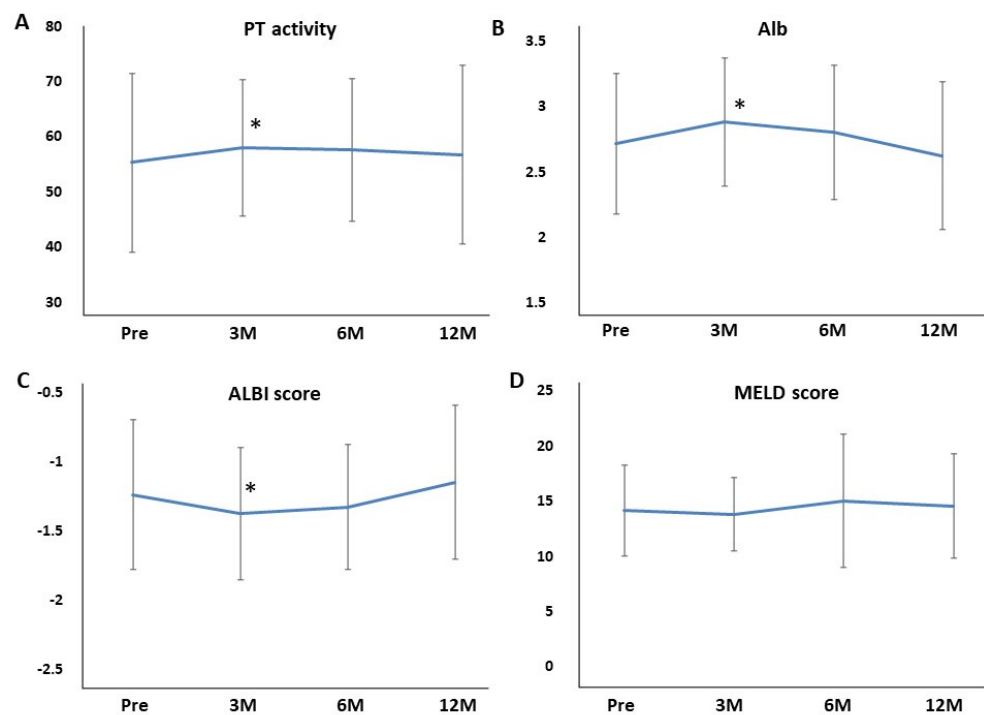 A
PT activity
80
70
60
50
40
30
*
Pre 3M 6M 12M
B
Alb
3.5
3
2.5
2
1.5
*
Pre 3M 6M 12M
C
ALBI score
-0.5
-1
-1.5
-2
-2.5
*
Pre 3M 6M 12M
D
MELD score
25
20
15
10
5
0
Pre 3M 6M 12M